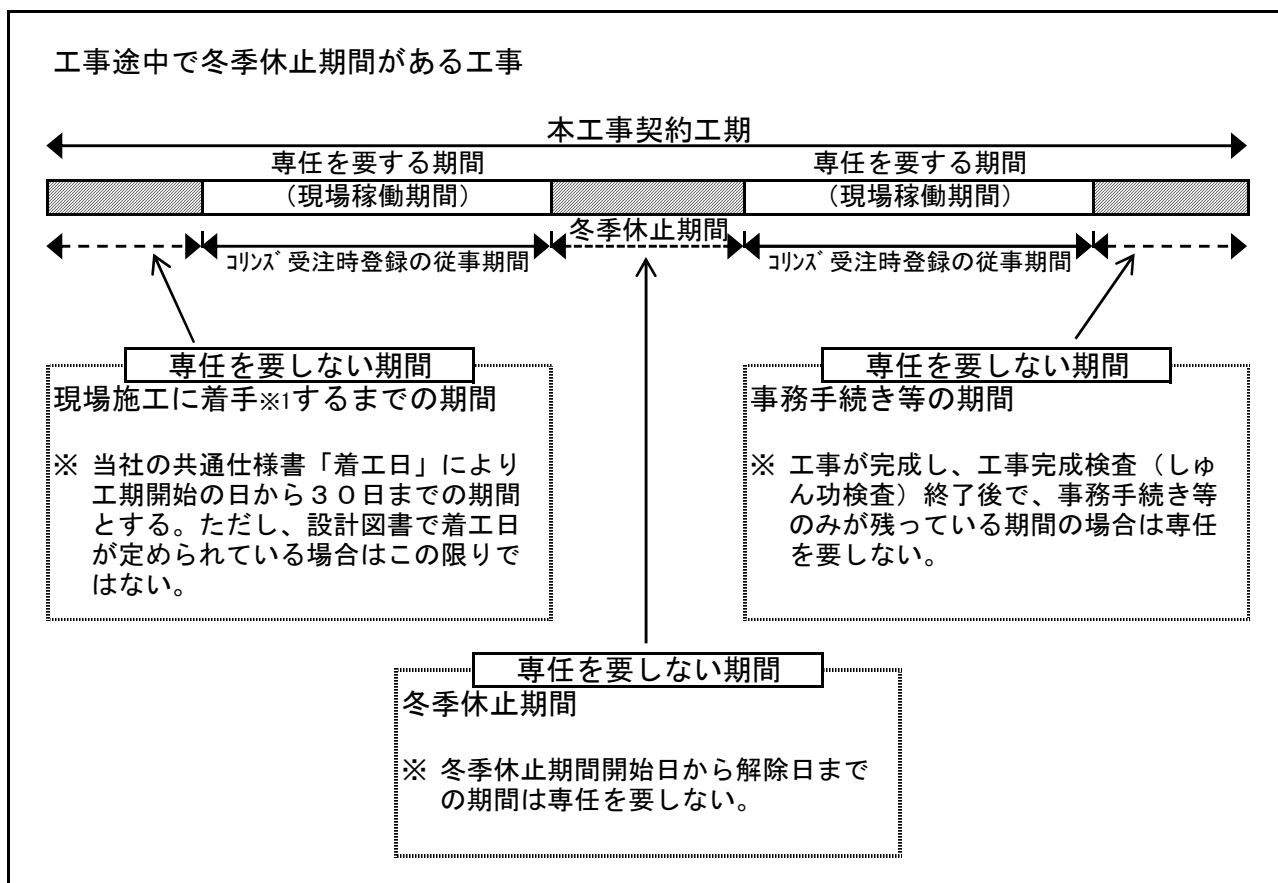 工事途中で冬季休止期間がある工事
本工事契約工期
専任を要する期間
専任を要する期間
(現場稼働期間)
(現場稼働期間)
冬季休止期間
ｺﾘﾝｽﾞ受注時登録の従事期間
ｺﾘﾝｽﾞ受注時登録の従事期間
専任を要しない期間
現場施工に着手※1するまでの期間
※ 当社の共通仕様書「着工日」により
工期開始の日から３０日までの期間
とする。ただし、設計図書で着工日
が定められている場合はこの限りで
はない。
専任を要しない期間
事務手続き等の期間
※ 工事が完成し、工事完成検査（しゅ
ん功検査）終了後で、事務手続き等
のみが残っている期間の場合は専任
を要しない。
専任を要しない期間
冬季休止期間
※ 冬季休止期間開始日から解除日まで
の期間は専任を要しない。